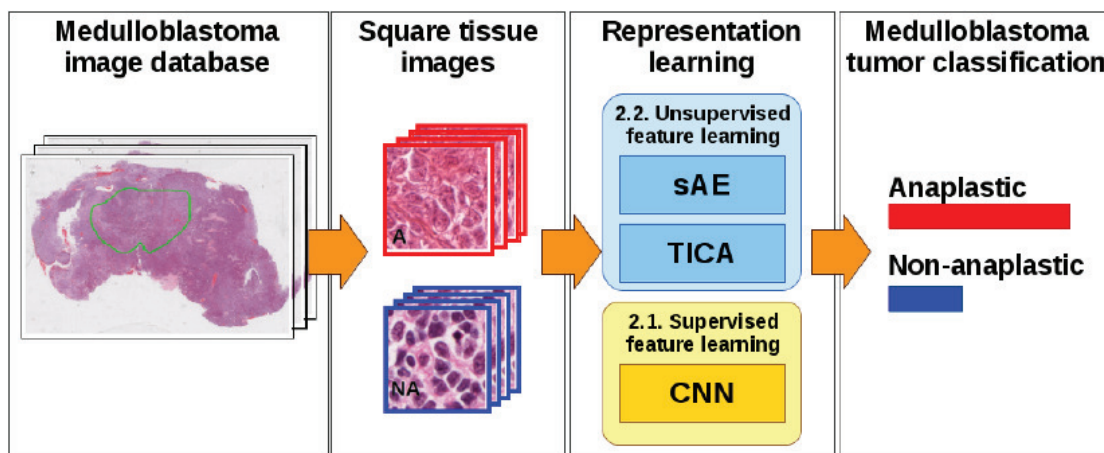 Medulloblastoma
image database
Square tissue
images
A
NA
Representation
learning
2.2. Unsupervised
feature learning
sAE
TICA
2.1. Supervised
feature learning
CNN
Medulloblastoma
tumor classification
Anaplastic
Non-anaplastic